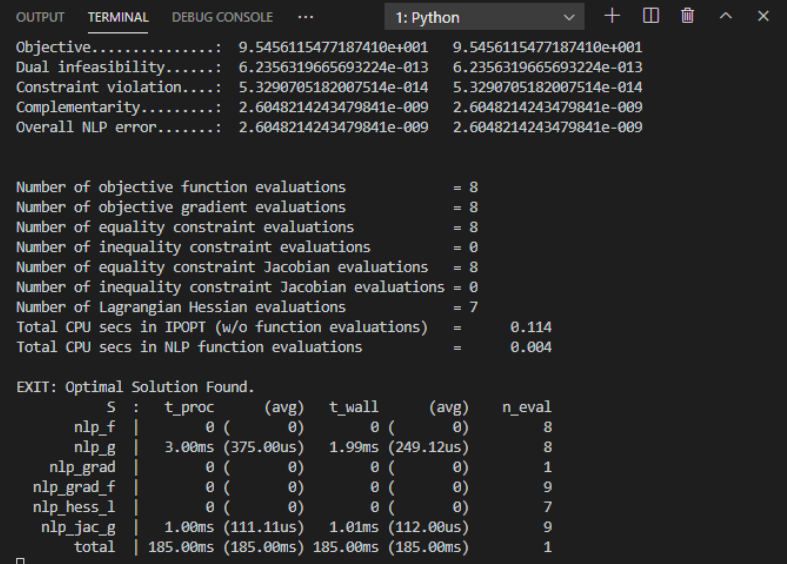 OUTPUT TERMINAL DEBUG CONSOLE ... 1: Python
Objective...............: 9.5456115477187410e+001 9.5456115477187410e+001
Dual infeasibility......: 6.2356319665693224e-013 6.2356319665693224e-013
Constraint violation....: 5.3290705182007514e-014 5.3290705182007514e-014
Complementarity.........: 2.6048214243479841e-009 2.6048214243479841e-009
Overall NLP error.......: 2.6048214243479841e-009 2.6048214243479841e-009
Number of objective function evaluations = 8
Number of objective gradient evaluations = 8
Number of equality constraint evaluations = 8
Number of inequality constraint evaluations = 0
Number of equality constraint Jacobian evaluations = 8
Number of inequality constraint Jacobian evaluations = 0
Number of Lagrangian Hessian evaluations = 7
Total CPU secs in IPOPT (w/o function evaluations) = 0.114
Total CPU secs in NLP function evaluations = 0.004
EXIT: Optimal Solution Found.
S : t_proc (avg) t_wall (avg) n_eval
nlp_f | 0 ( 0) 0 ( 0) 8
nlp_g | 3.00ms (375.00us) 1.99ms (249.12us) 8
nlp_grad | 0 ( 0) 0 ( 0) 1
nlp_grad_f | 0 ( 0) 0 ( 0) 9
nlp_hess_l | 0 ( 0) 0 ( 0) 7
nlp_jac_g | 1.00ms (111.11us) 1.01ms (112.00us) 9
total | 185.00ms (185.00ms) 185.00ms (185.00ms) 1